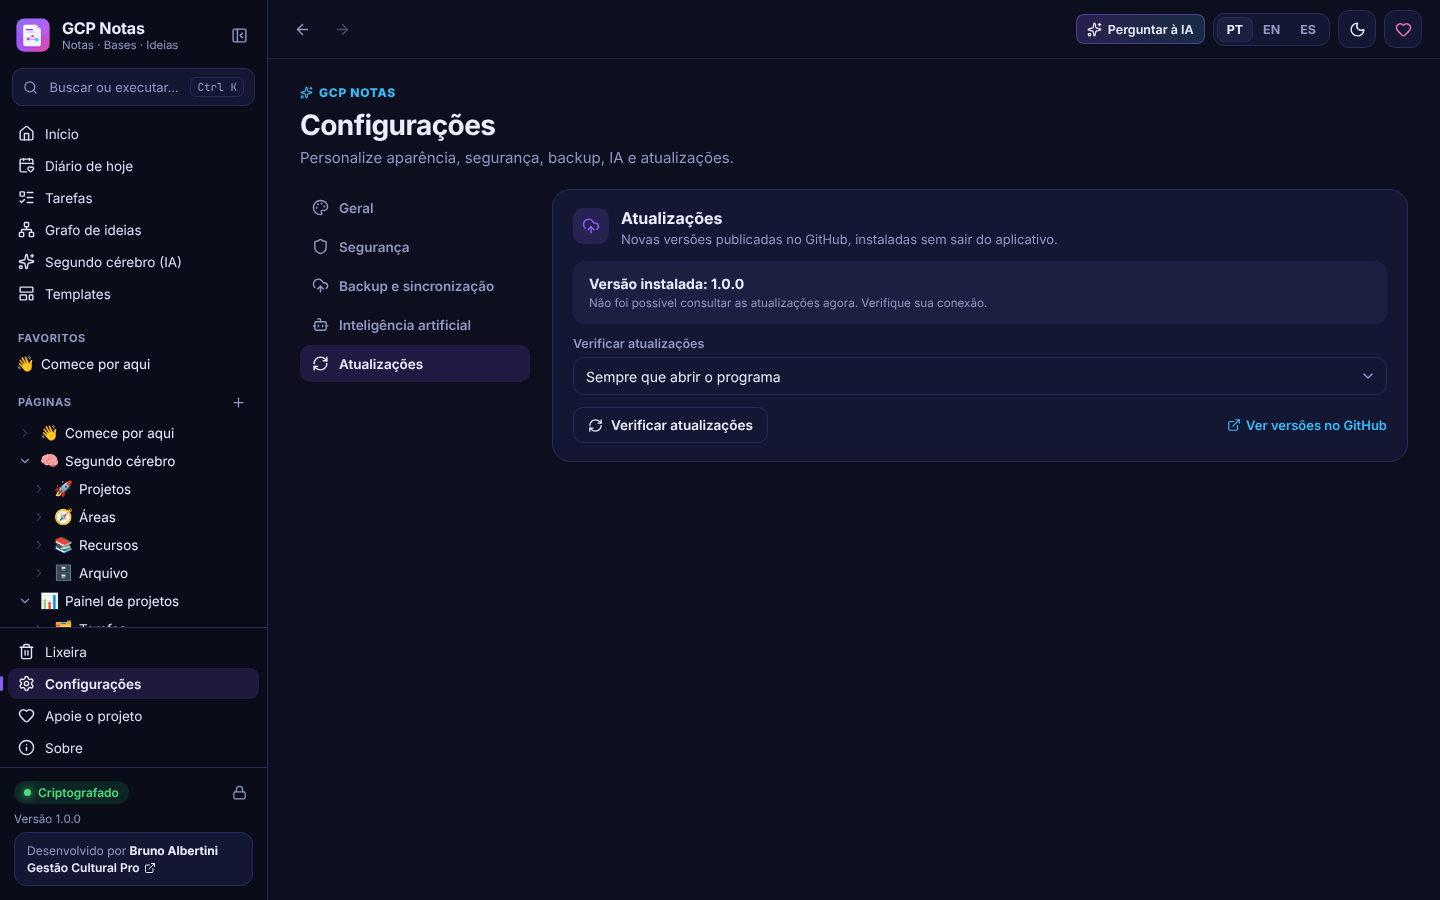 GCP Notas
Notas · Bases · Ideias
Buscar ou executar...
Ctrl K
Início
Diário de hoje
Tarefas
Grafo de ideias
Segundo cérebro (IA)
Templates
FAVORITOS
Comece por aqui
PÁGINAS
Comece por aqui
Segundo cérebro
Projetos
Áreas
Recursos
Arquivo
Painel de projetos
Tarefas
Lixeira
Configurações
Apoie o projeto
Sobre
Criptografado
Versão 1.0.0
Desenvolvido por Bruno Albertini
Gestão Cultural Pro
Perguntar à IA
PT EN ES
GCP NOTAS
Configurações
Personalize aparência, segurança, backup, IA e atualizações.
Geral
Segurança
Backup e sincronização
Inteligência artificial
Atualizações
Atualizações
Novas versões publicadas no GitHub, instaladas sem sair do aplicativo.
Versão instalada: 1.0.0
Não foi possível consultar as atualizações agora. Verifique sua conexão.
Verificar atualizações
Sempre que abrir o programa
Verificar atualizações
Ver versões no GitHub